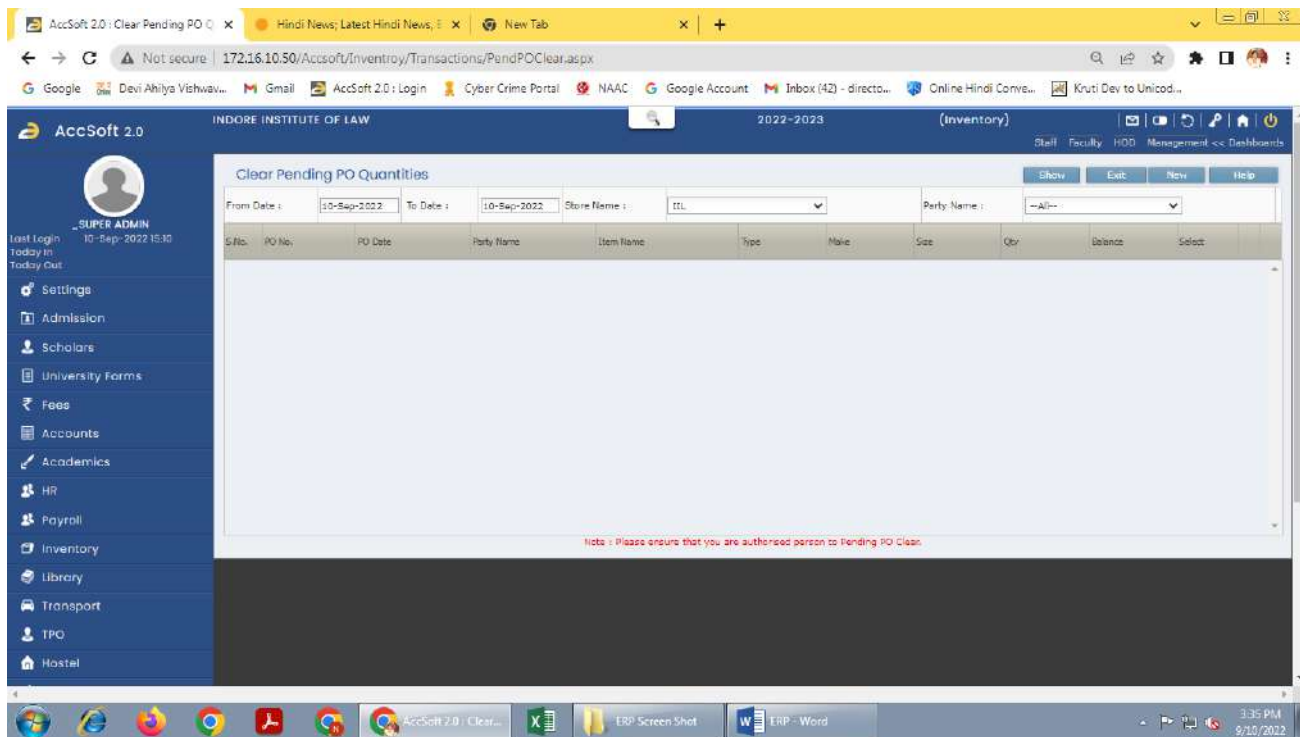 AccSoft 2.0 : Clear Pending PO Q
Hindi News; Latest Hindi News,
New Tab
Not secure 172.16.10.50/Accsoft/Inventroy/Transactions/PendPOClear.aspx
Google Devi Ahilya Vishwav... Gmail AccSoft 2.0 : Login Cyber Crime Portal NAAC Google Account Inbox (42) - directo... Online Hindi Conve... Kruti Dev to Unicod...
AccSoft 2.0 INDORE INSTITUTE OF LAW 2022-2023 (Inventory)
Staff Faculty HOD Management << Dashboards
Clear Pending PO Quantities Show Exit New Help
From Date : 10-Sep-2022 To Date : 10-Sep-2022 Store Name : IIL Party Name : --All--
S.No. PO No. PO Date Party Name Item Name Type Make Size Qty Balance Select
_SUPER ADMIN
Last Login 10-Sep-2022 15:10
Today In
Today Out
Settings
Admission
Scholars
University Forms
Fees
Accounts
Academics
HR
Payroll
Inventory
Library
Transport
TPO
Hostel
Note : Please ensure that you are authorised person to Pending PO Clear.
AccSoft 2.0 : Clear... ERP Screen Shot ERP - Word 3:35 PM
9/10/2022